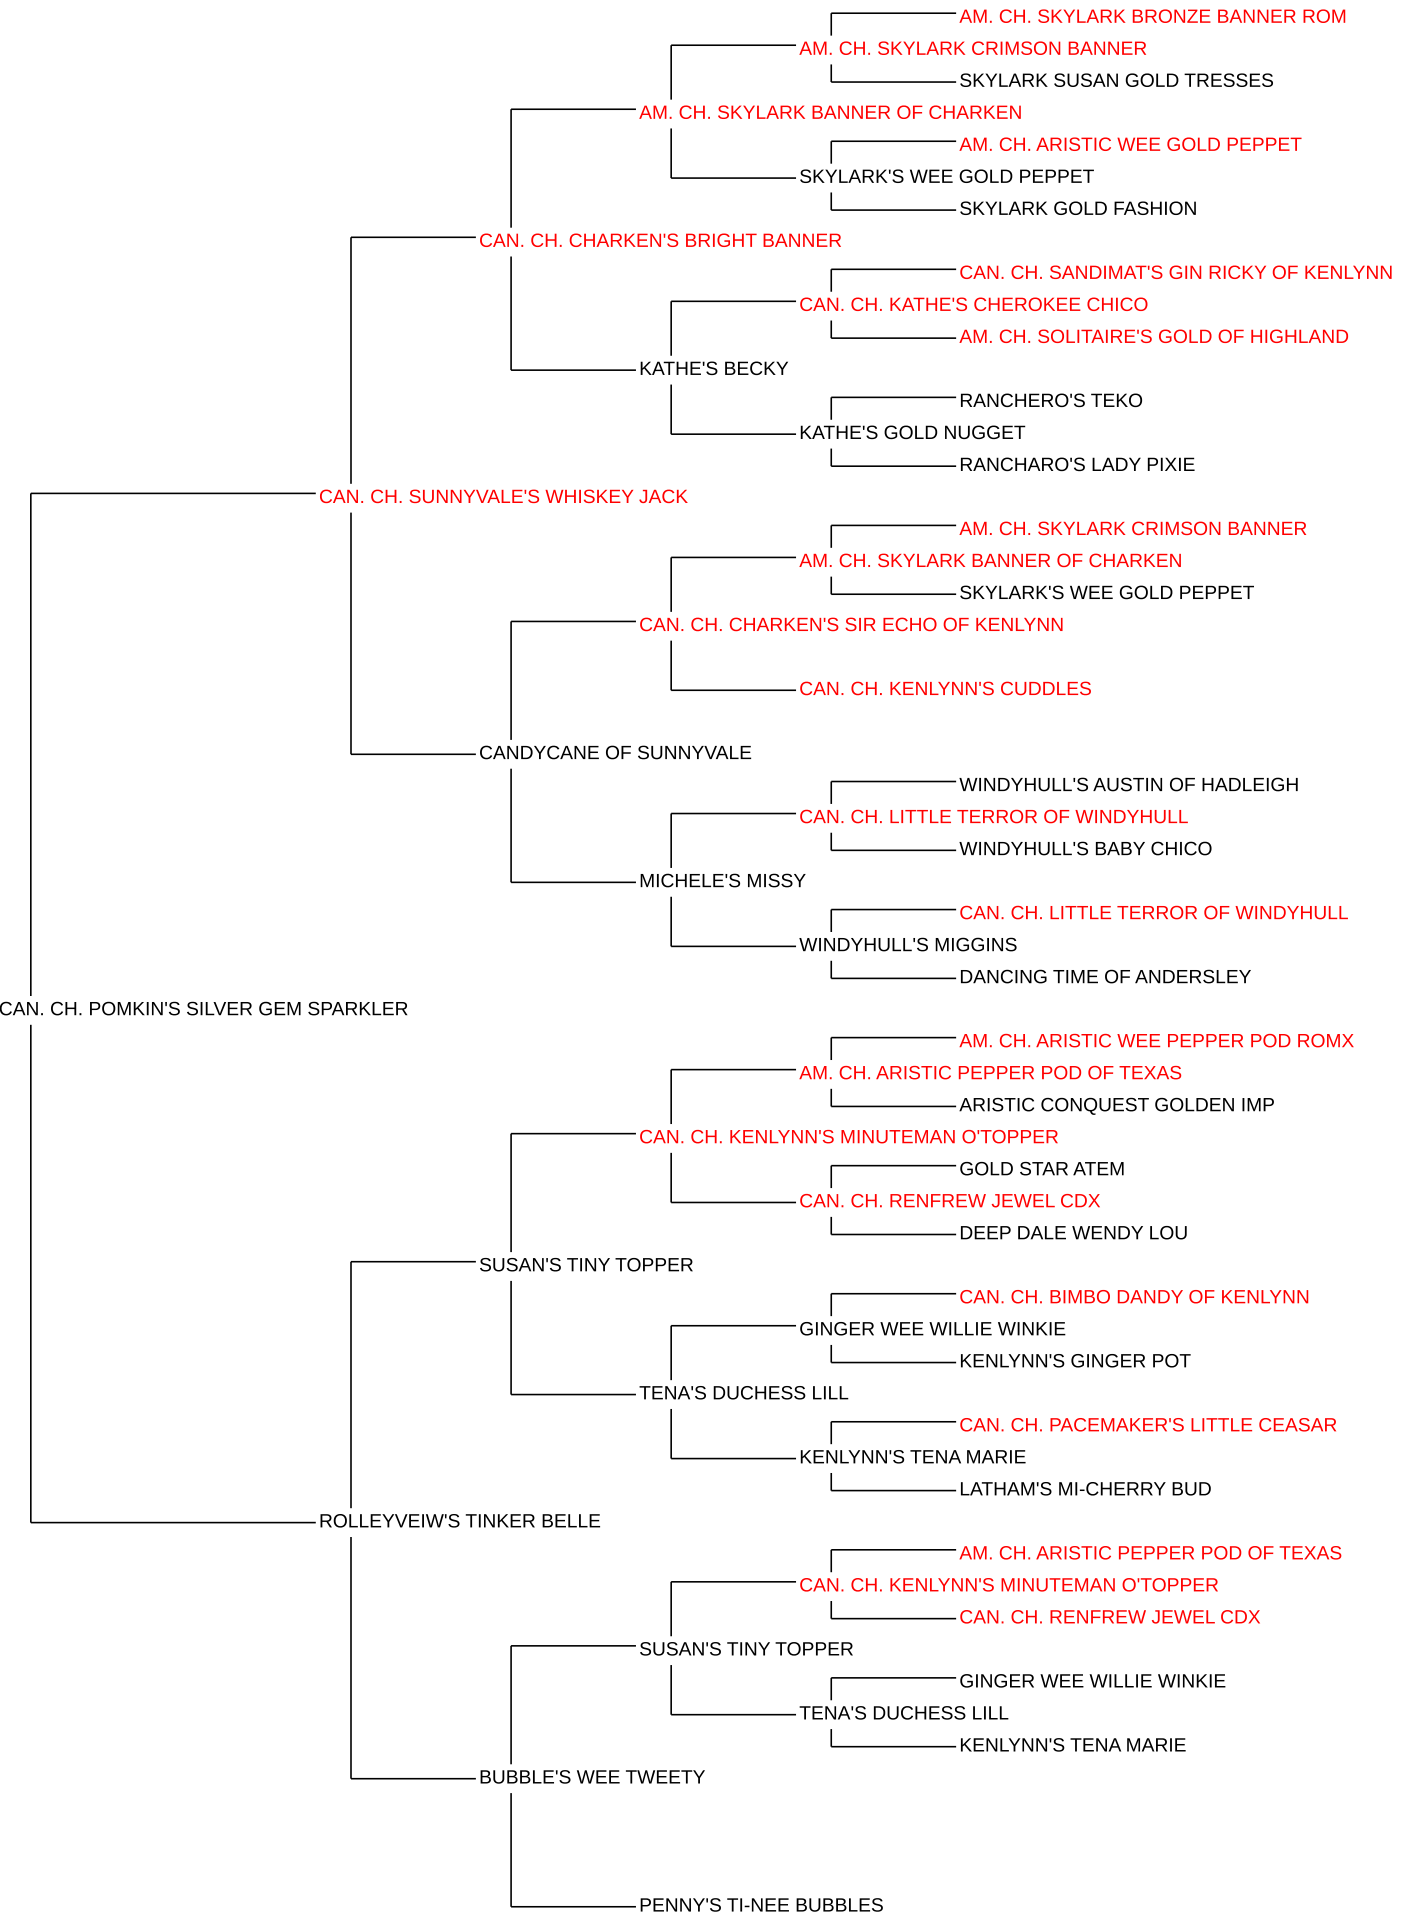 AM. CH. SKYLARK BRONZE BANNER ROM
AM. CH. SKYLARK CRIMSON BANNER
SKYLARK SUSAN GOLD TRESSES
AM. CH. SKYLARK BANNER OF CHARKEN
AM. CH. ARISTIC WEE GOLD PEPPET
SKYLARK'S WEE GOLD PEPPET
SKYLARK GOLD FASHION
CAN. CH. CHARKEN'S BRIGHT BANNER
CAN. CH. SANDIMAT'S GIN RICKY OF KENLYNN
CAN. CH. KATHE'S CHEROKEE CHICO
AM. CH. SOLITAIRE'S GOLD OF HIGHLAND
KATHE'S BECKY
RANCHERO'S TEKO
KATHE'S GOLD NUGGET
RANCHARO'S LADY PIXIE
CAN. CH. SUNNYVALE'S WHISKEY JACK
AM. CH. SKYLARK CRIMSON BANNER
AM. CH. SKYLARK BANNER OF CHARKEN
SKYLARK'S WEE GOLD PEPPET
CAN. CH. CHARKEN'S SIR ECHO OF KENLYNN
CAN. CH. KENLYNN'S CUDDLES
CANDYCANE OF SUNNYVALE
WINDYHULL'S AUSTIN OF HADLEIGH
CAN. CH. LITTLE TERROR OF WINDYHULL
WINDYHULL'S BABY CHICO
MICHELE'S MISSY
CAN. CH. LITTLE TERROR OF WINDYHULL
WINDYHULL'S MIGGINS
DANCING TIME OF ANDERSLEY
CAN. CH. POMKIN'S SILVER GEM SPARKLER
AM. CH. ARISTIC WEE PEPPER POD ROMX
AM. CH. ARISTIC PEPPER POD OF TEXAS
ARISTIC CONQUEST GOLDEN IMP
CAN. CH. KENLYNN'S MINUTEMAN O'TOPPER
GOLD STAR ATEM
CAN. CH. RENFREW JEWEL CDX
DEEP DALE WENDY LOU
SUSAN'S TINY TOPPER
CAN. CH. BIMBO DANDY OF KENLYNN
GINGER WEE WILLIE WINKIE
KENLYNN'S GINGER POT
TENA'S DUCHESS LILL
CAN. CH. PACEMAKER'S LITTLE CEASAR
KENLYNN'S TENA MARIE
LATHAM'S MI-CHERRY BUD
ROLLEYVEIW'S TINKER BELLE
AM. CH. ARISTIC PEPPER POD OF TEXAS
CAN. CH. KENLYNN'S MINUTEMAN O'TOPPER
CAN. CH. RENFREW JEWEL CDX
SUSAN'S TINY TOPPER
GINGER WEE WILLIE WINKIE
TENA'S DUCHESS LILL
KENLYNN'S TENA MARIE
BUBBLE'S WEE TWEETY
PENNY'S TI-NEE BUBBLES